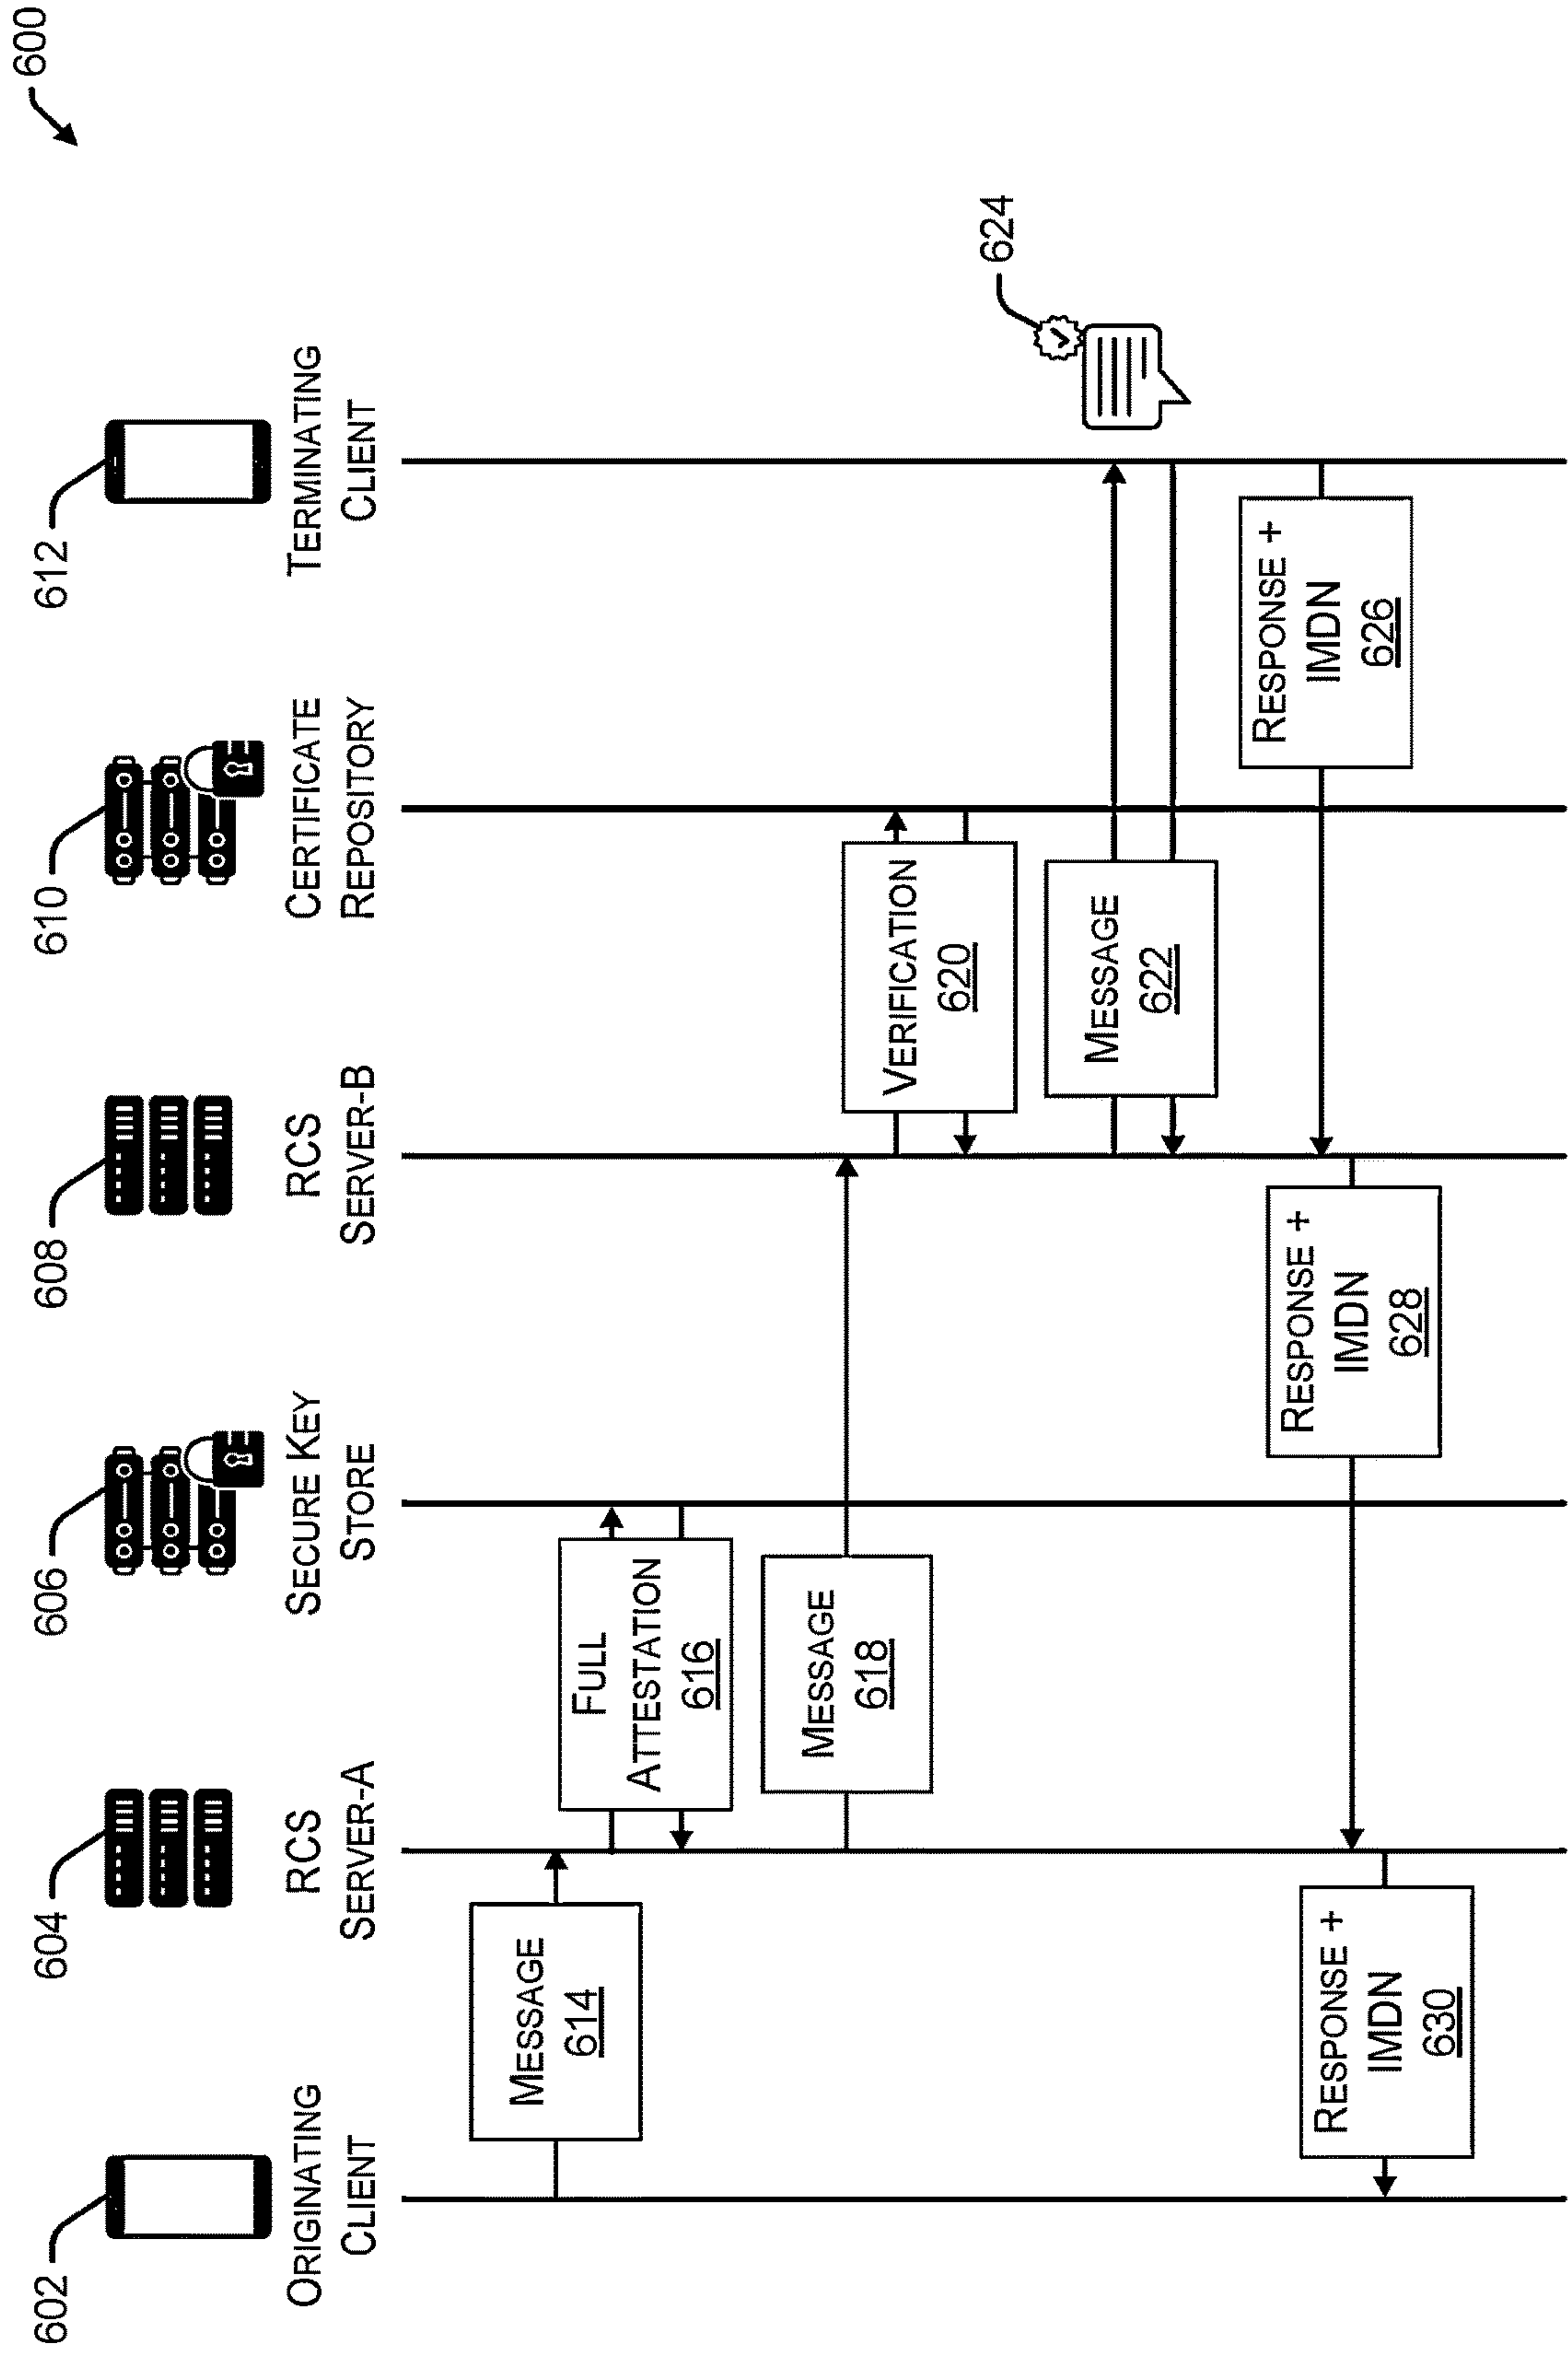 600
602
604
606
608
610
612
ORIGINATING
CLIENT
RCS
SERVER-A
SECURE KEY
STORE
RCS
SERVER-B
CERTIFICATE
REPOSITORY
TERMINATING
CLIENT
MESSAGE
614
FULL
ATTESTATION
616
MESSAGE
618
VERIFICATION
620
MESSAGE
622
624
RESPONSE +
IMDN
626
RESPONSE +
IMDN
628
RESPONSE +
IMDN
630